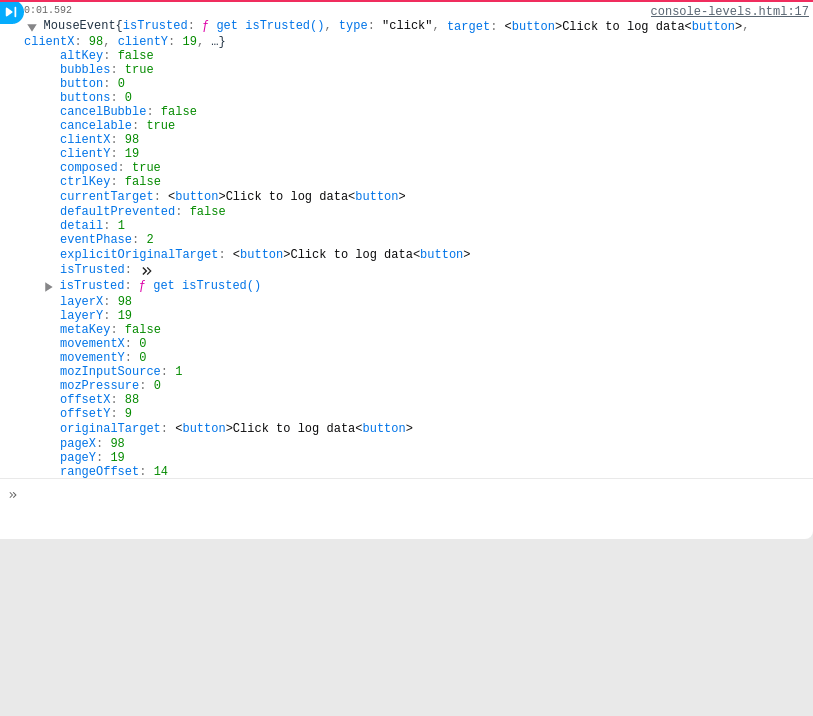 0:01.592 console-levels.html:17
MouseEvent{isTrusted: ƒ get isTrusted(), type: "click", target: <button>Click to log data<button>,
clientX: 98, clientY: 19, …}
altKey: false
bubbles: true
button: 0
buttons: 0
cancelBubble: false
cancelable: true
clientX: 98
clientY: 19
composed: true
ctrlKey: false
currentTarget: <button>Click to log data<button>
defaultPrevented: false
detail: 1
eventPhase: 2
explicitOriginalTarget: <button>Click to log data<button>
isTrusted: »
isTrusted: ƒ get isTrusted()
layerX: 98
layerY: 19
metaKey: false
movementX: 0
movementY: 0
mozInputSource: 1
mozPressure: 0
offsetX: 88
offsetY: 9
originalTarget: <button>Click to log data<button>
pageX: 98
pageY: 19
rangeOffset: 14
»